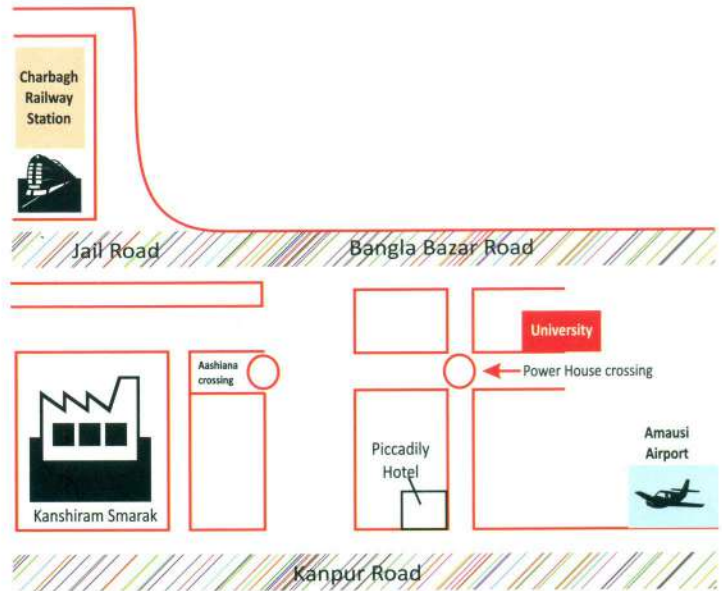 Charbagh
Railway
Station
Jail Road
Bangla Bazar Road
University
Aashiana
crossing
Power House crossing
Piccadily
Hotel
Amausi
Airport
Kanshiram Smarak
Kanpur Road